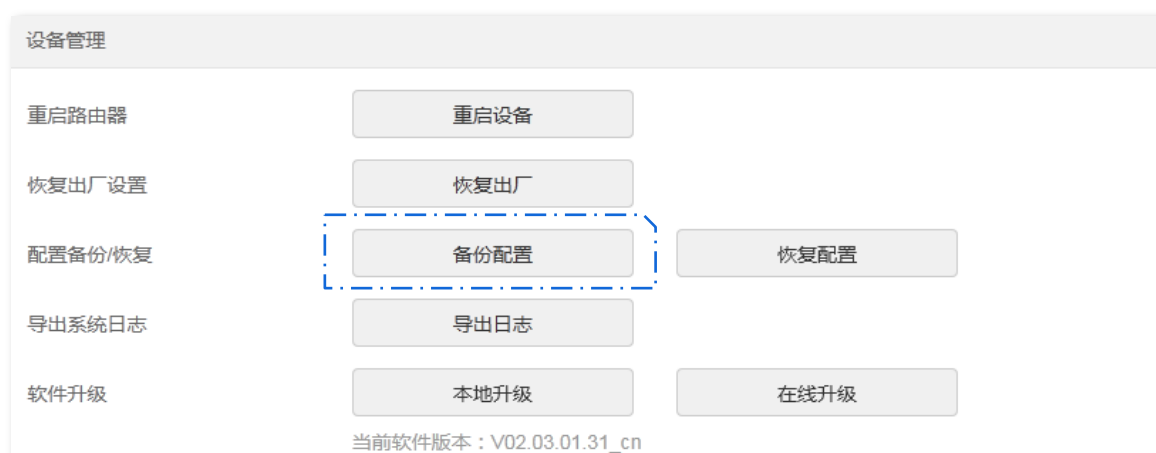 设备管理
重启路由器 重启设备
恢复出厂设置 恢复出厂
配置备份/恢复 备份配置 恢复配置
导出系统日志 导出日志
软件升级 本地升级 在线升级
当前软件版本：V02.03.01.31_cn